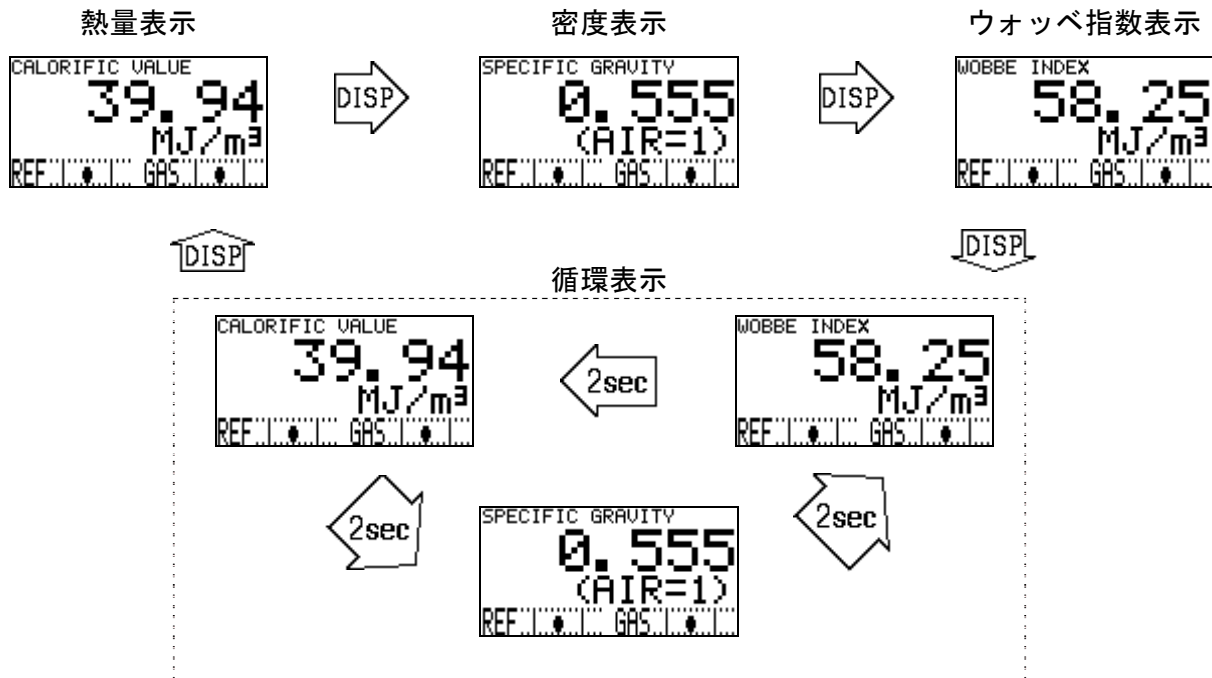 熱量表示
密度表示
ウォッベ指数表示
CALORIFIC VALUE
39.94
MJ/m³
REF GAS
DISP
SPECIFIC GRAVITY
0.555
(AIR=1)
REF GAS
DISP
WOBBE INDEX
58.25
MJ/m³
REF GAS
DISP
DISP
循環表示
CALORIFIC VALUE
39.94
MJ/m³
REF GAS
2sec
WOBBE INDEX
58.25
MJ/m³
REF GAS
2sec
SPECIFIC GRAVITY
0.555
(AIR=1)
REF GAS
2sec